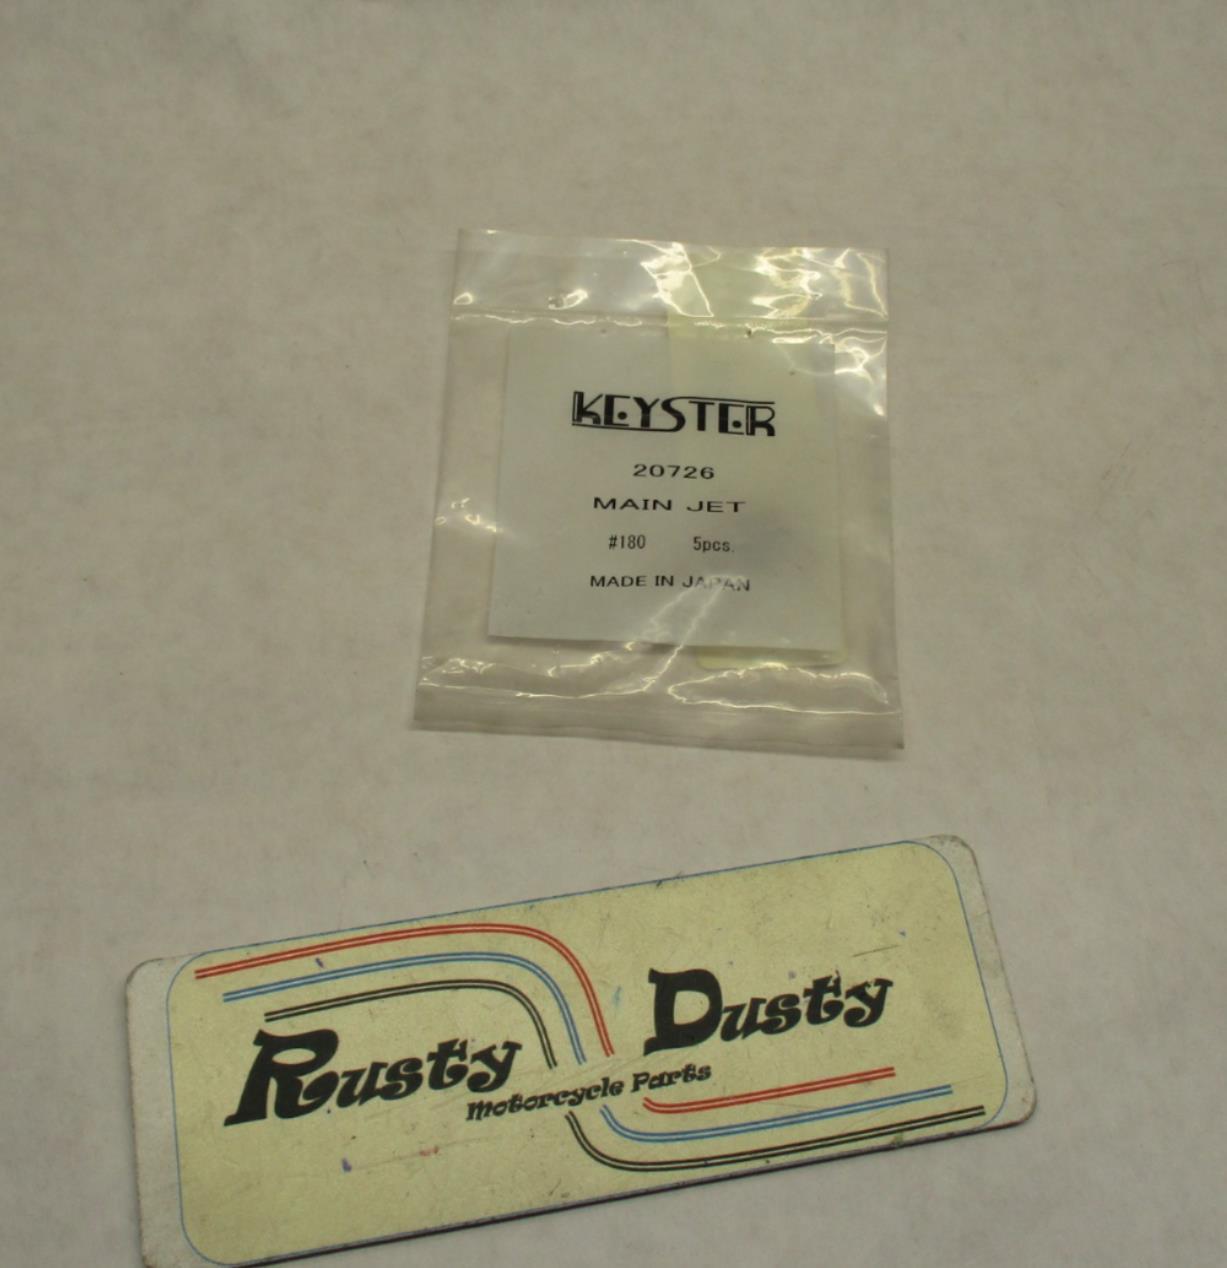 KEYSTER
20726
MAIN JET
#180 5pcs.
MADE IN JAPAN
Rusty Dusty
Motorcycle Parts